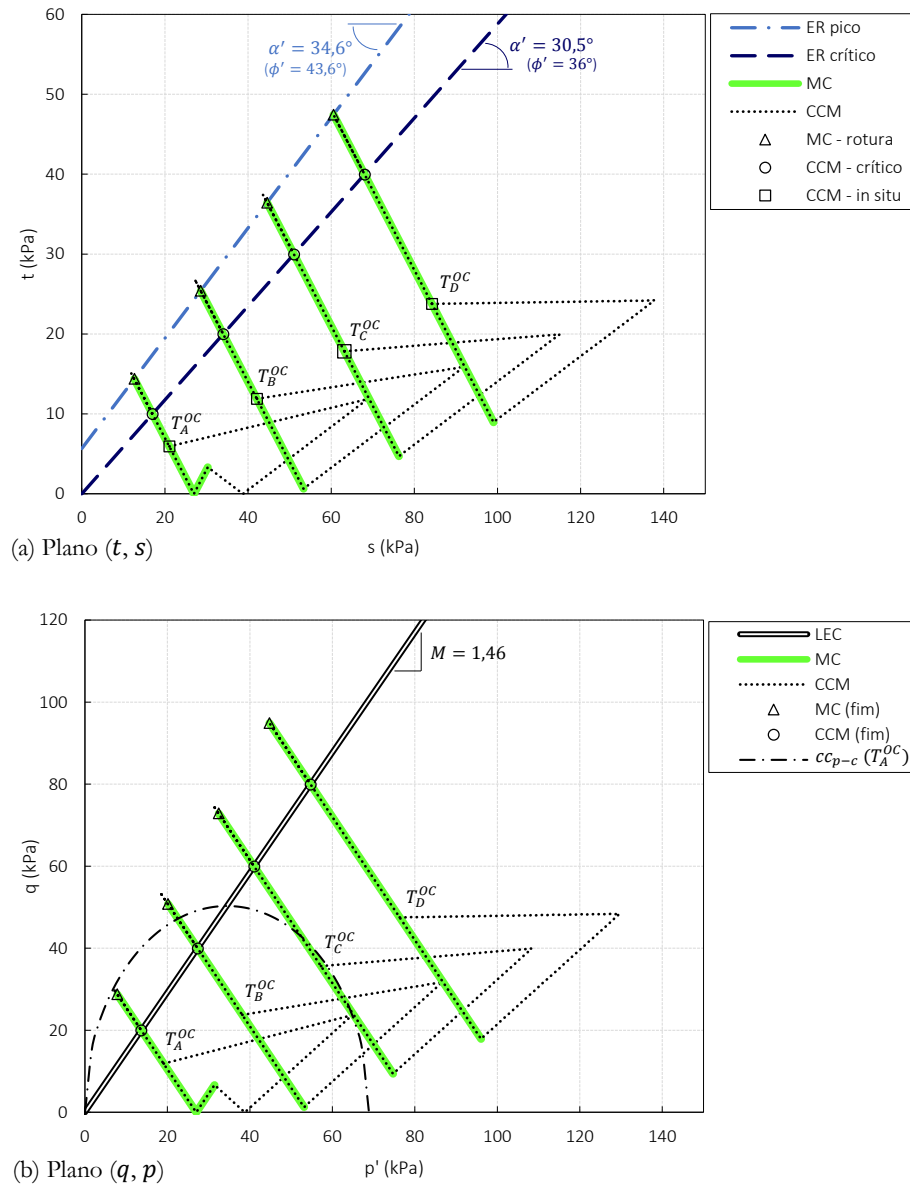 60
50
40
30
20
10
0
t (kPa)
α′ = 34,6°
(ϕ′ = 43,6°)
α′ = 30,5°
(ϕ′ = 36°)
T_A^OC
T_B^OC
T_C^OC
T_D^OC
0 20 40 60 80 100 120 140
s (kPa)
ER pico
ER crítico
MC
CCM
MC - rotura
CCM - crítico
CCM - in situ
(a) Plano (t, s)
120
100
80
60
40
20
0
q (kPa)
M = 1,46
T_A^OC
T_B^OC
T_C^OC
T_D^OC
0 20 40 60 80 100 120 140
p' (kPa)
LEC
MC
CCM
MC (fim)
CCM (fim)
cc_p−c (T_A^OC)
(b) Plano (q, p)